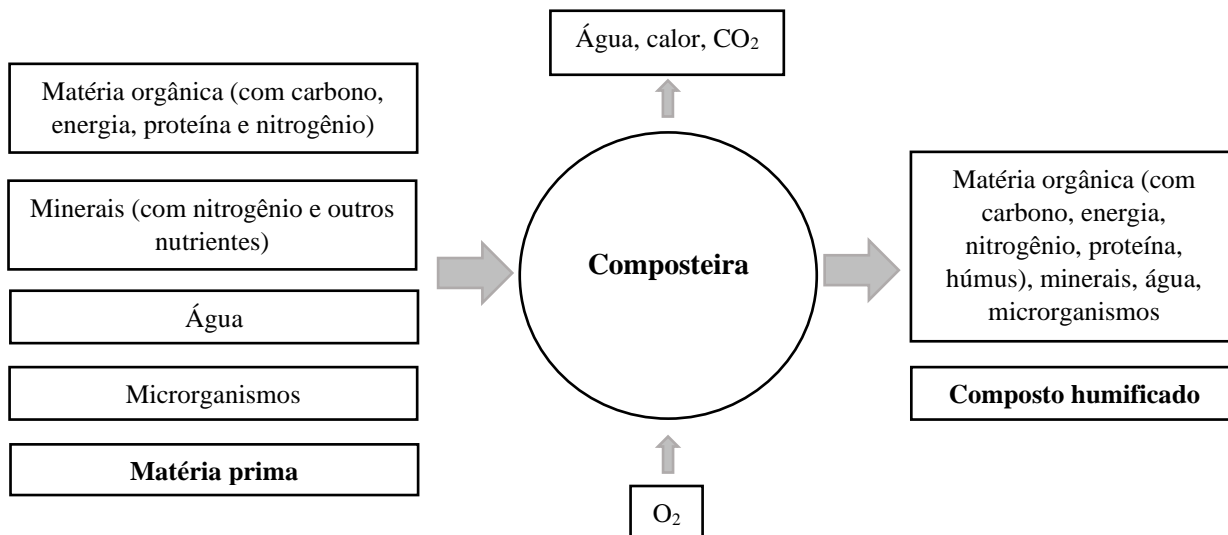 Água, calor, CO₂
Matéria orgânica (com carbono,
energia, proteína e nitrogênio)
Minerais (com nitrogênio e outros
nutrientes)
Água
Microrganismos
Matéria prima
Composteira
O₂
Matéria orgânica (com
carbono, energia,
nitrogênio, proteína,
húmus), minerais, água,
microrganismos
Composto humificado